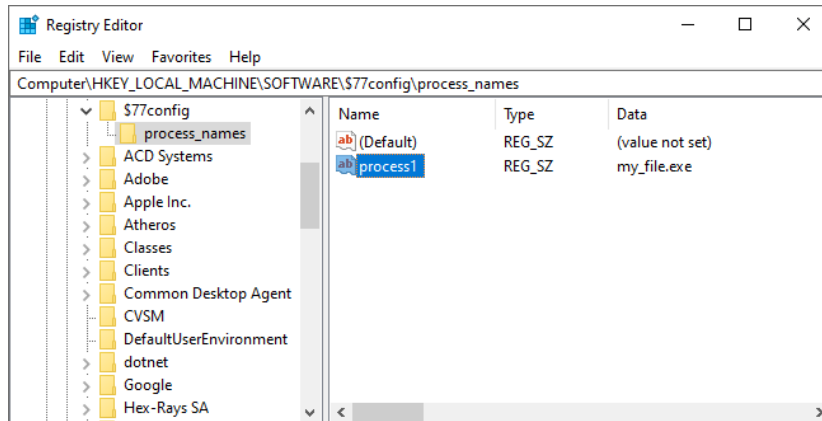 Registry Editor
File Edit View Favorites Help
Computer\HKEY_LOCAL_MACHINE\SOFTWARE\$77config\process_names
$77config
process_names
ACD Systems
Adobe
Apple Inc.
Atheros
Classes
Clients
Common Desktop Agent
CVSM
DefaultUserEnvironment
dotnet
Google
Hex-Rays SA
Name Type Data
ab (Default) REG_SZ (value not set)
ab process1 REG_SZ my_file.exe